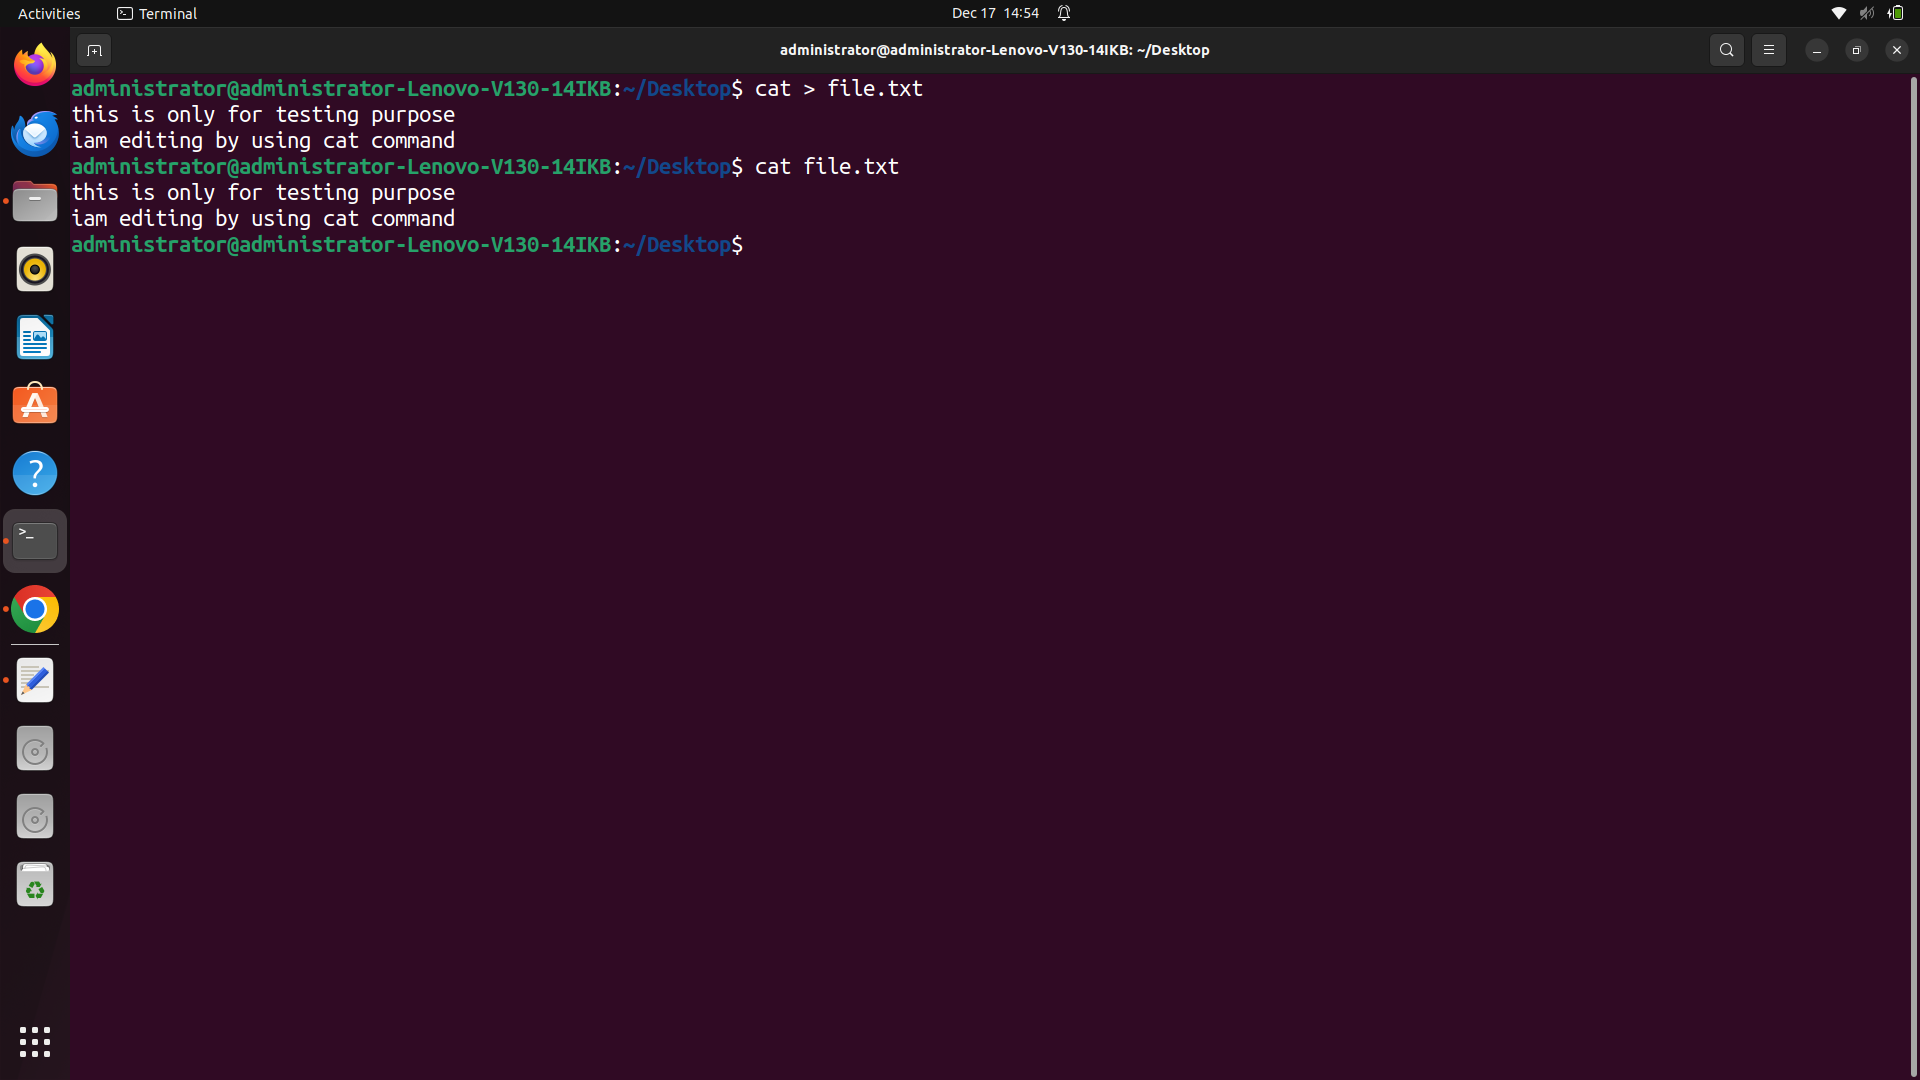 Activities Terminal Dec 17 14:54
administrator@administrator-Lenovo-V130-14IKB: ~/Desktop
administrator@administrator-Lenovo-V130-14IKB:~/Desktop$ cat > file.txt
this is only for testing purpose
iam editing by using cat command
administrator@administrator-Lenovo-V130-14IKB:~/Desktop$ cat file.txt
this is only for testing purpose
iam editing by using cat command
administrator@administrator-Lenovo-V130-14IKB:~/Desktop$